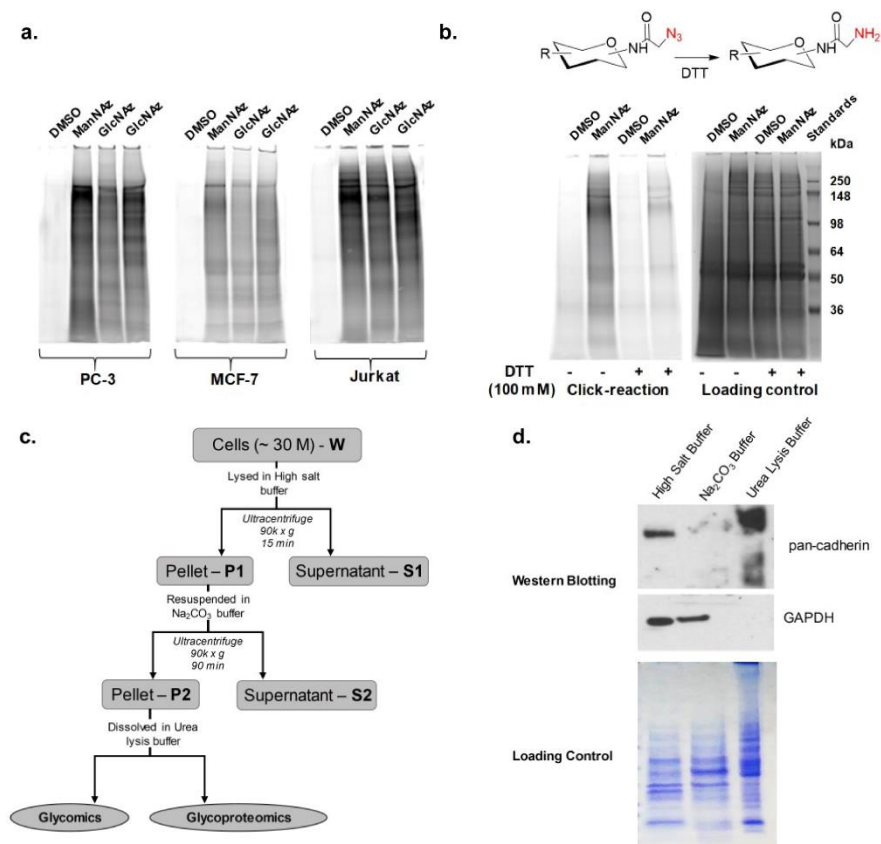 a.
DMSO
ManNAz
GlcNAz
GlcNAz
DMSO
ManNAz
GlcNAz
GlcNAz
DMSO
ManNAz
GlcNAz
GlcNAz
PC-3
MCF-7
Jurkat
b.
R
O
NH
O
N3
DTT
R
O
NH
O
NH2
DMSO
ManNAz
DMSO
ManNAz
DMSO
ManNAz
DMSO
ManNAz
Standards
kDa
250
148
98
64
50
36
DTT - - + + - - + +
(100 mM) Click-reaction Loading control
c.
Cells (~ 30 M) - W
Lysed in High salt
buffer
Ultracentrifuge
90k x g
15 min
Pellet – P1
Supernatant – S1
Resuspended in
Na2CO3 buffer
Ultracentrifuge
90k x g
90 min
Pellet – P2
Supernatant – S2
Dissolved in Urea
lysis buffer
Glycomics
Glycoproteomics
d.
High Salt Buffer
Na2CO3 Buffer
Urea Lysis Buffer
pan-cadherin
Western Blotting
GAPDH
Loading Control